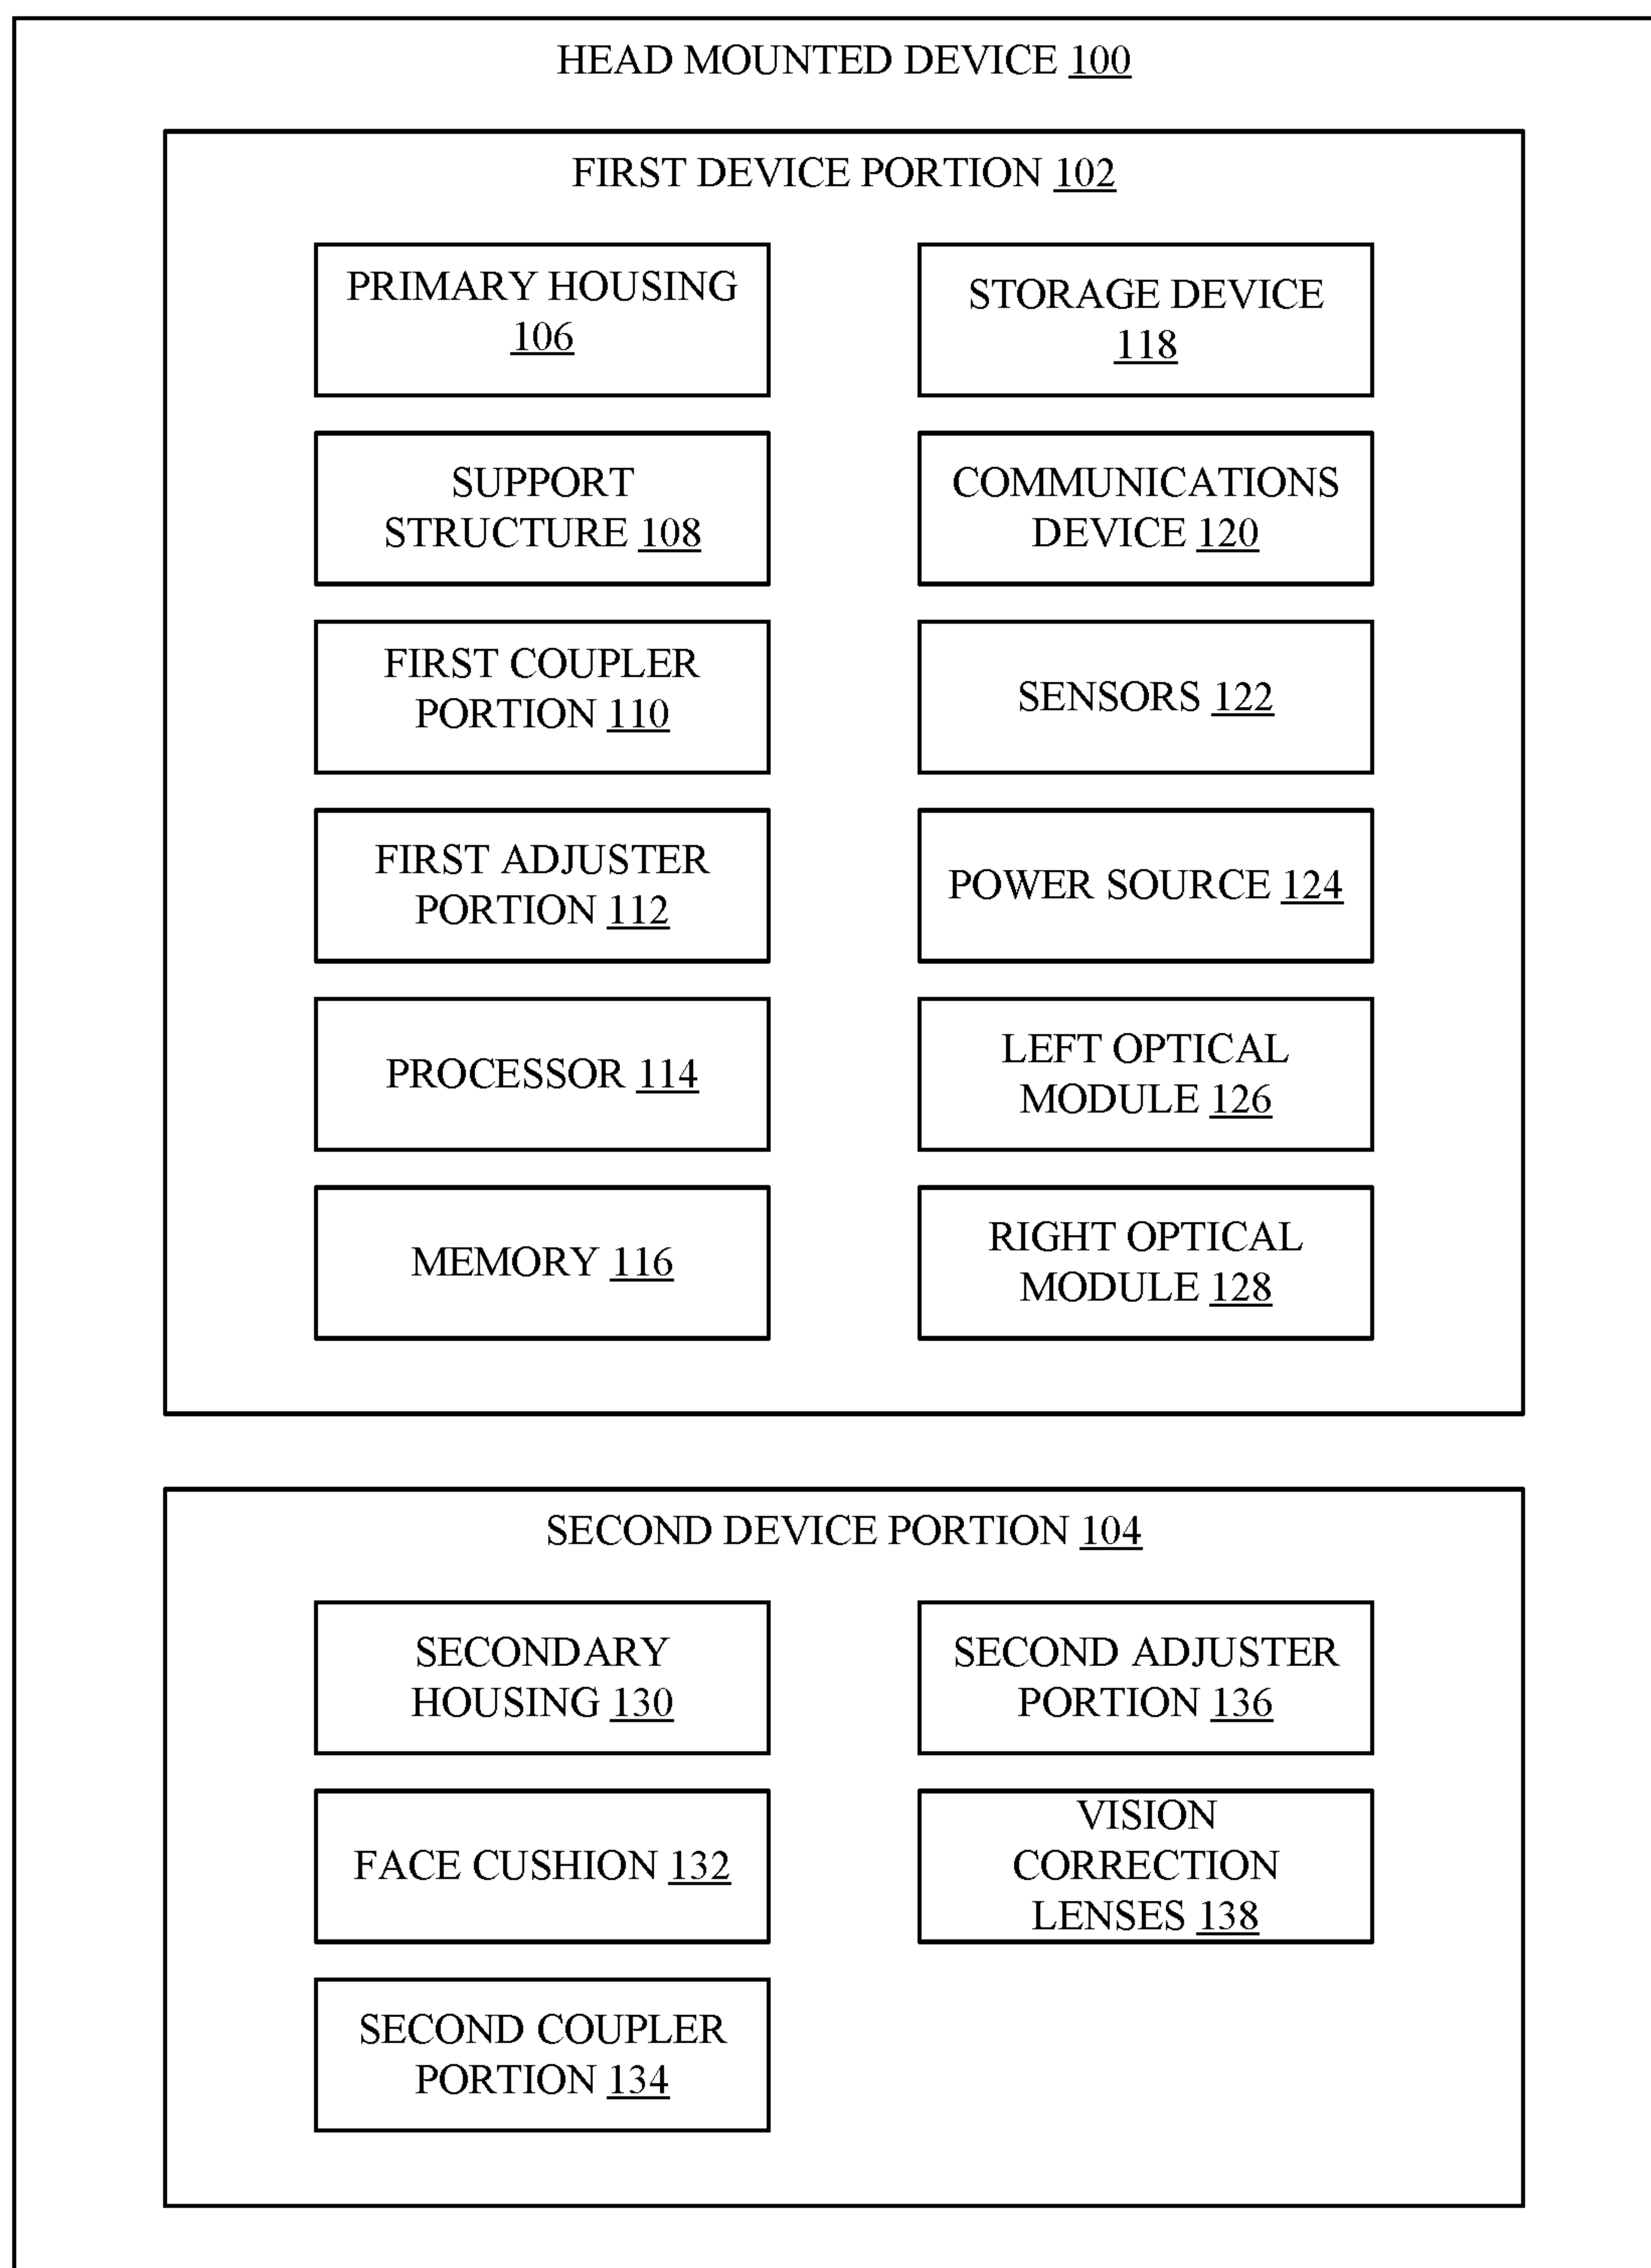 HEAD MOUNTED DEVICE 100
FIRST DEVICE PORTION 102
PRIMARY HOUSING
106
SUPPORT
STRUCTURE 108
FIRST COUPLER
PORTION 110
FIRST ADJUSTER
PORTION 112
PROCESSOR 114
MEMORY 116
STORAGE DEVICE
118
COMMUNICATIONS
DEVICE 120
SENSORS 122
POWER SOURCE 124
LEFT OPTICAL
MODULE 126
RIGHT OPTICAL
MODULE 128
SECOND DEVICE PORTION 104
SECONDARY
HOUSING 130
FACE CUSHION 132
SECOND COUPLER
PORTION 134
SECOND ADJUSTER
PORTION 136
VISION
CORRECTION
LENSES 138